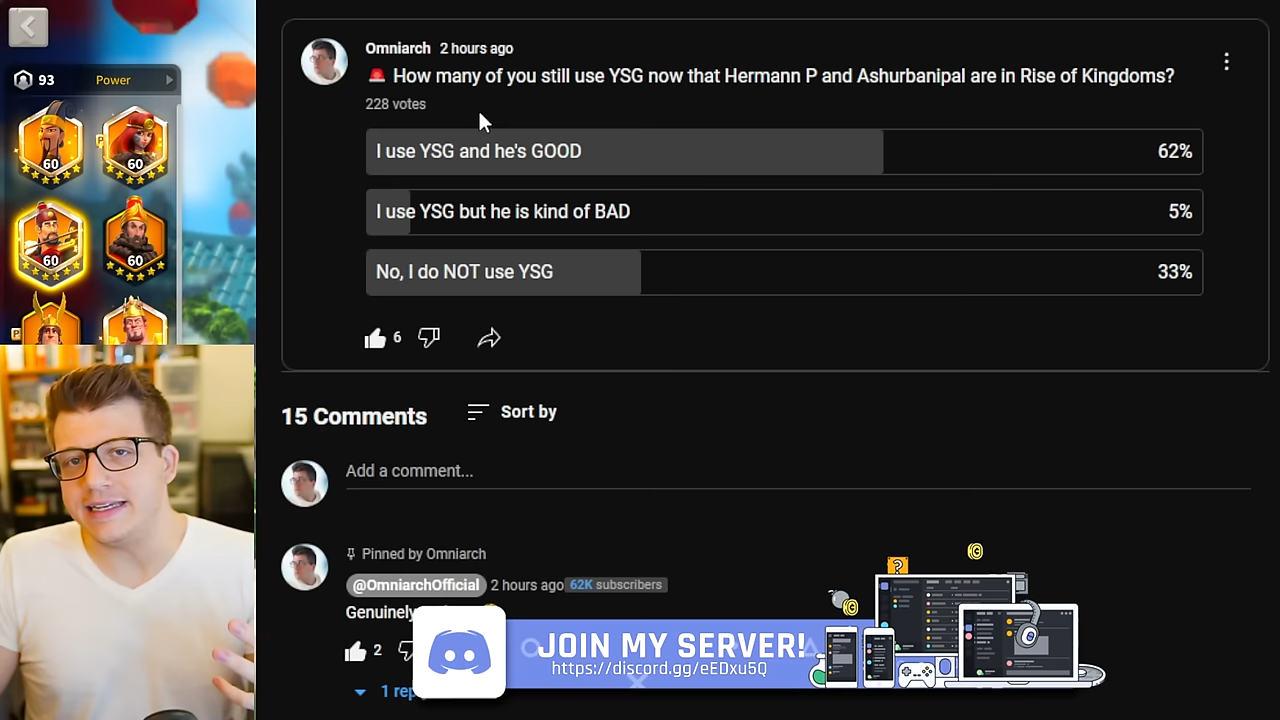 93 Power
60
60
60
60
Omniarch 2 hours ago
🚨 How many of you still use YSG now that Hermann P and Ashurbanipal are in Rise of Kingdoms?
228 votes
I use YSG and he's GOOD 62%
I use YSG but he is kind of BAD 5%
No, I do NOT use YSG 33%
6
15 Comments Sort by
Add a comment...
Pinned by Omniarch
@OmniarchOfficial 2 hours ago 62K subscribers
Genuinely
2
1
JOIN MY SERVER!
https://discord.gg/eEDxu5Q